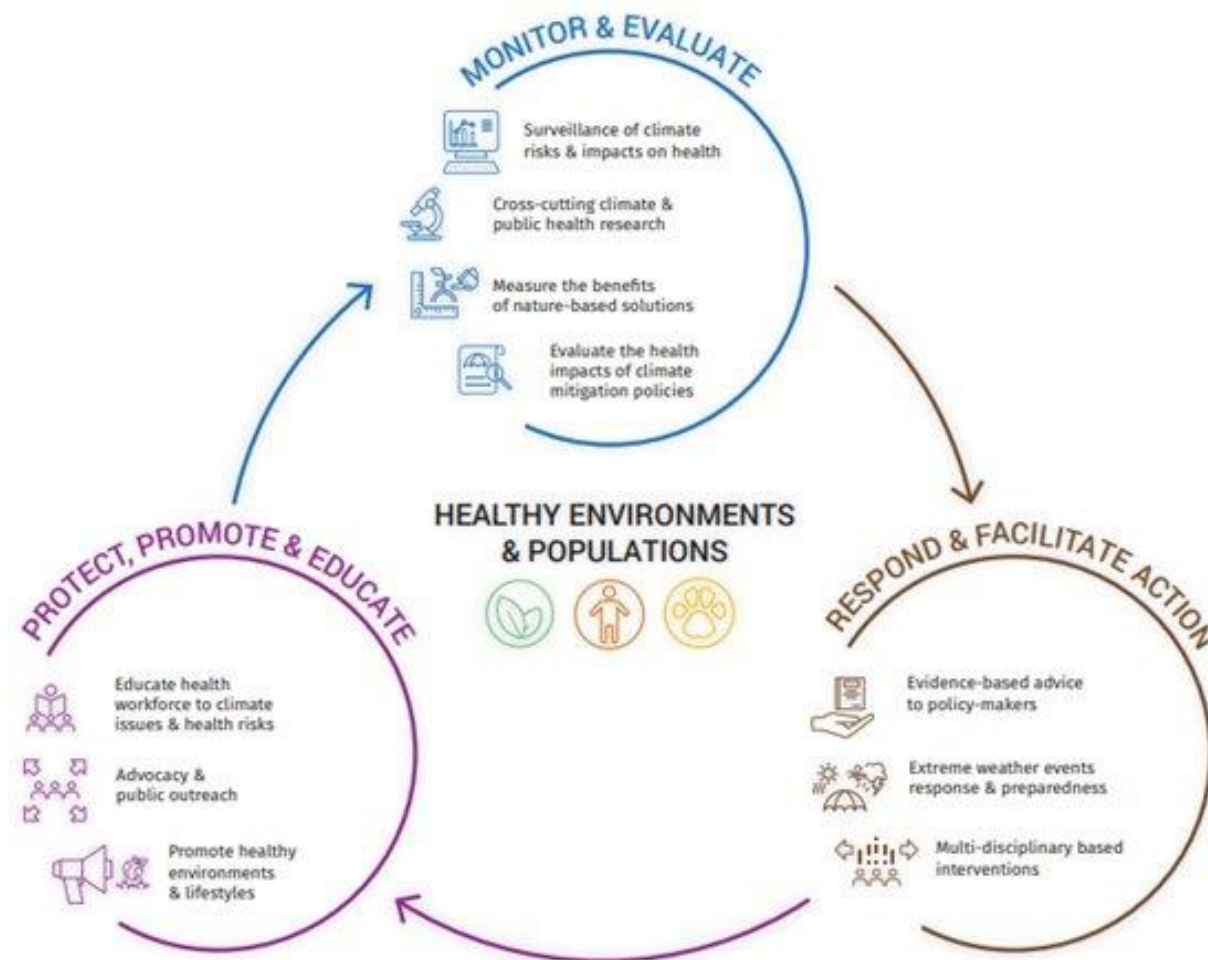 MONITOR & EVALUATE
Surveillance of climate
risks & impacts on health
Cross-cutting climate &
public health research
Measure the benefits
of nature-based solutions
Evaluate the health
impacts of climate
mitigation policies
HEALTHY ENVIRONMENTS
& POPULATIONS
RESPOND & FACILITATE ACTION
Evidence-based advice
to policy-makers
Extreme weather events
response & preparedness
Multi-disciplinary based
interventions
PROTECT, PROMOTE & EDUCATE
Educate health
workforce to climate
issues & health risks
Advocacy &
public outreach
Promote healthy
environments
& lifestyles